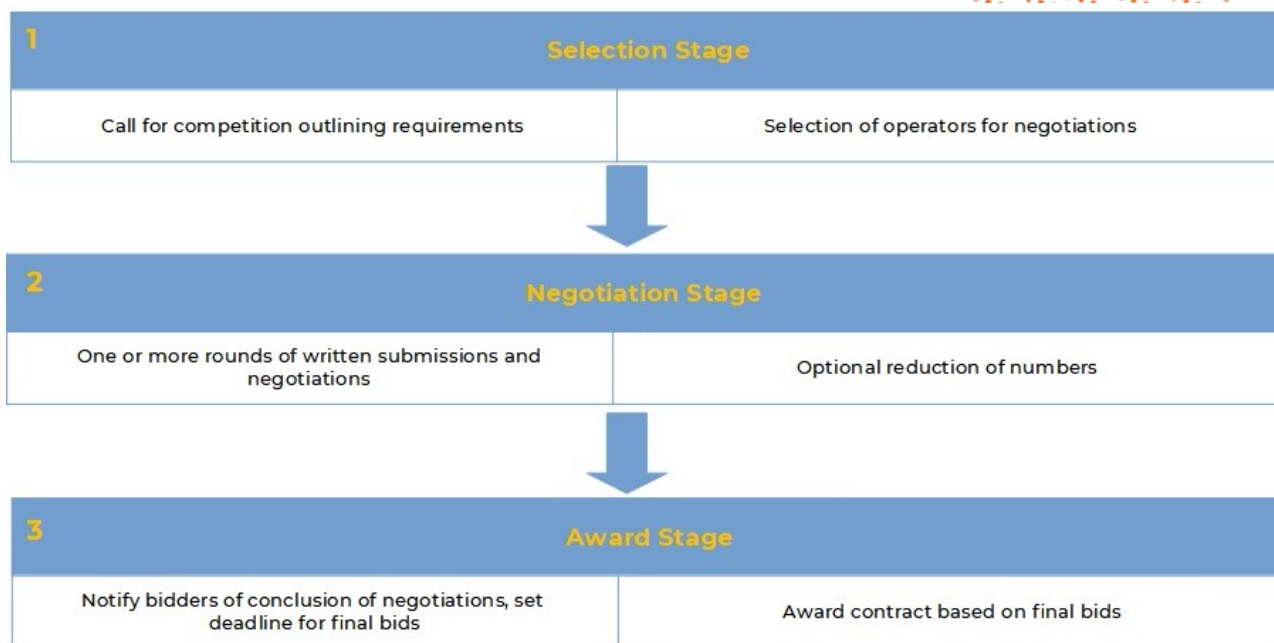 1
Selection Stage
Call for competition outlining requirements
Selection of operators for negotiations
2
Negotiation Stage
One or more rounds of written submissions and
negotiations
Optional reduction of numbers
3
Award Stage
Notify bidders of conclusion of negotiations, set
deadline for final bids
Award contract based on final bids